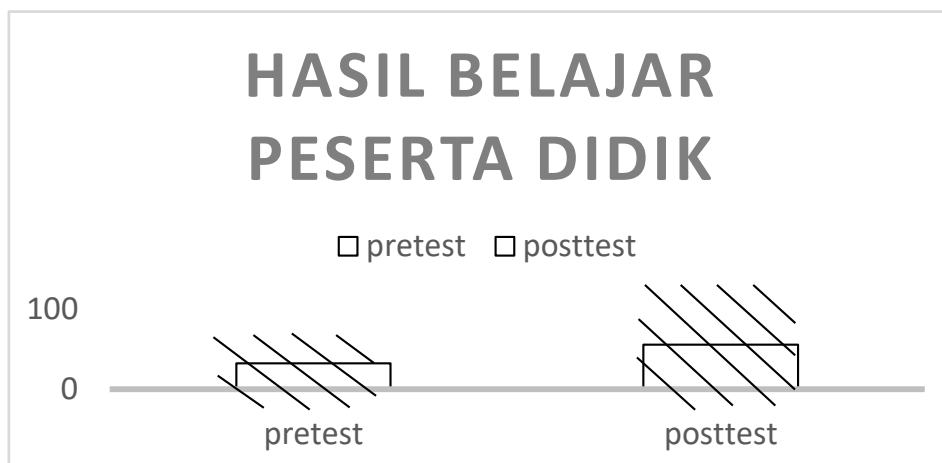 HASIL BELAJAR
PESERTA DIDIK
pretest posttest
100
0
pretest posttest